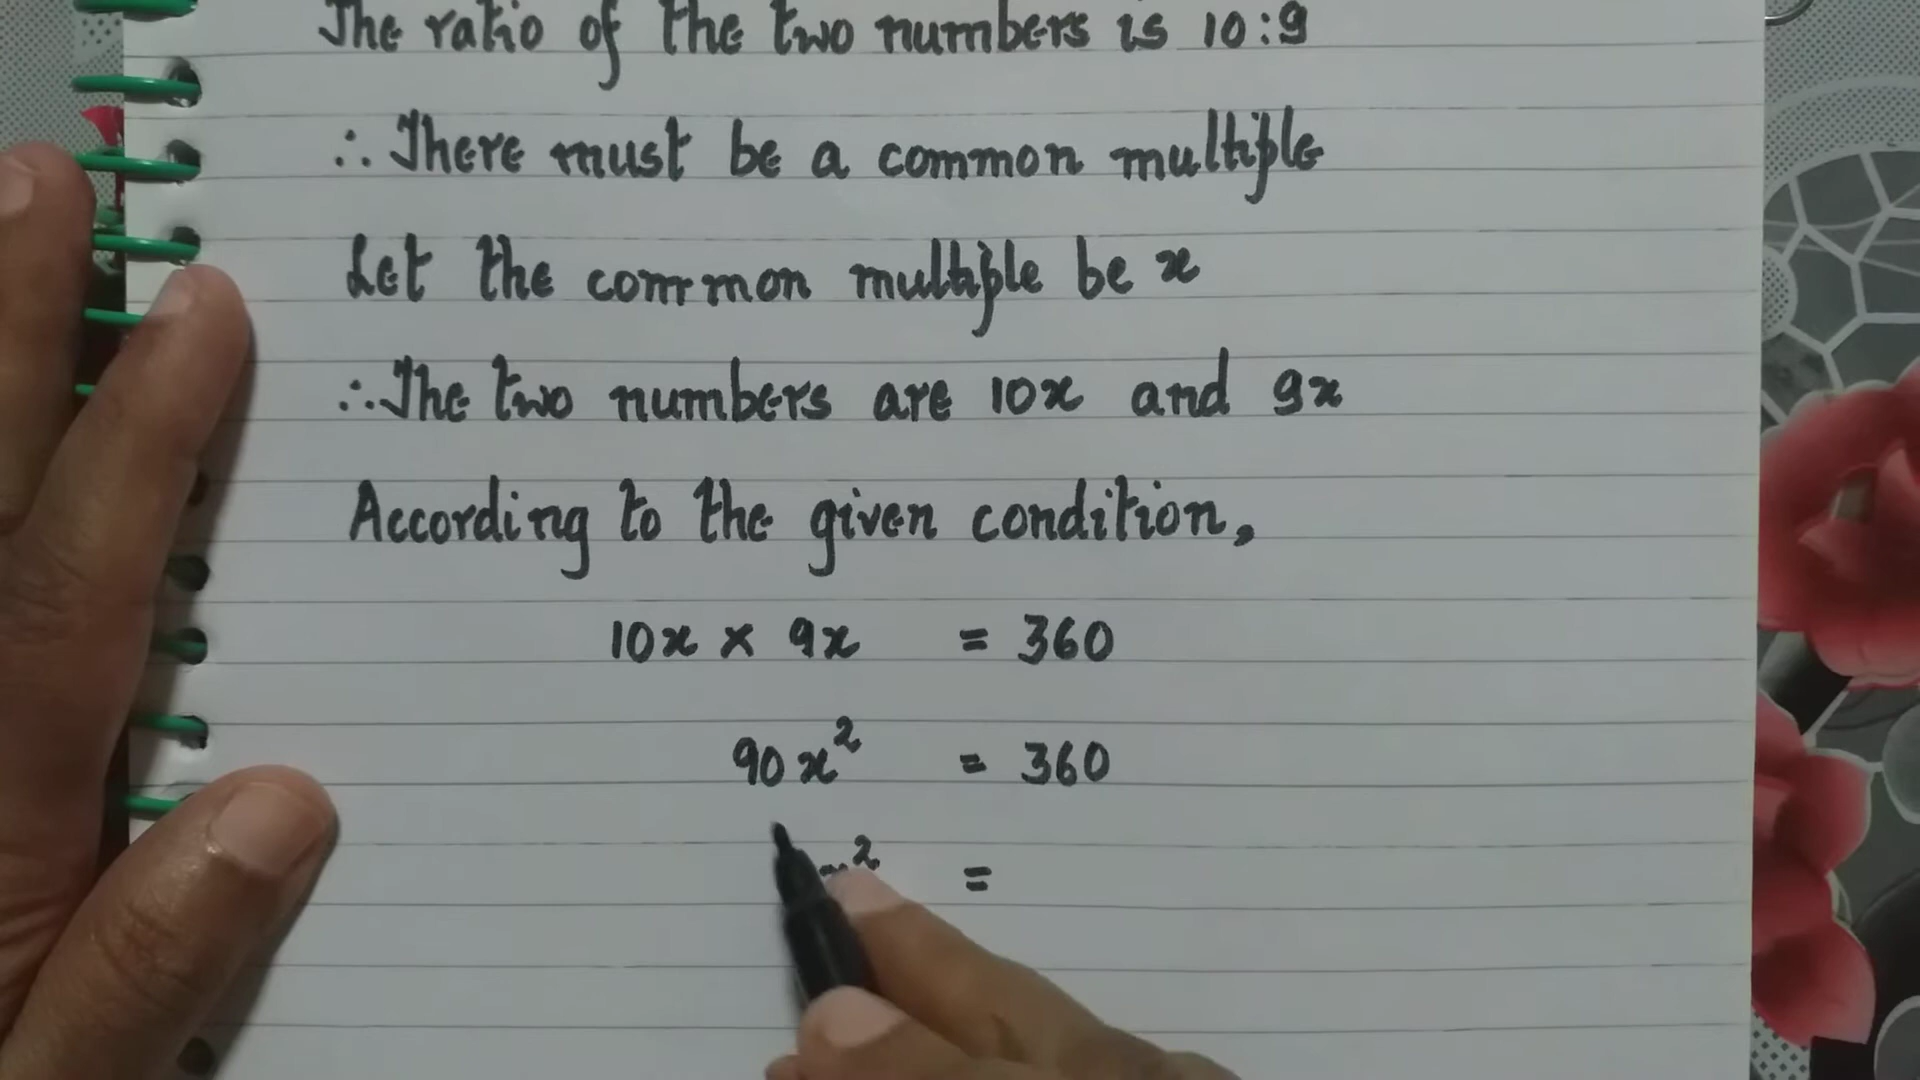 The ratio of the two numbers is 10:9
∴ There must be a common multiple
Let the common multiple be x
∴ The two numbers are 10x and 9x
According to the given condition,
10x × 9x = 360
90x² = 360
x² =